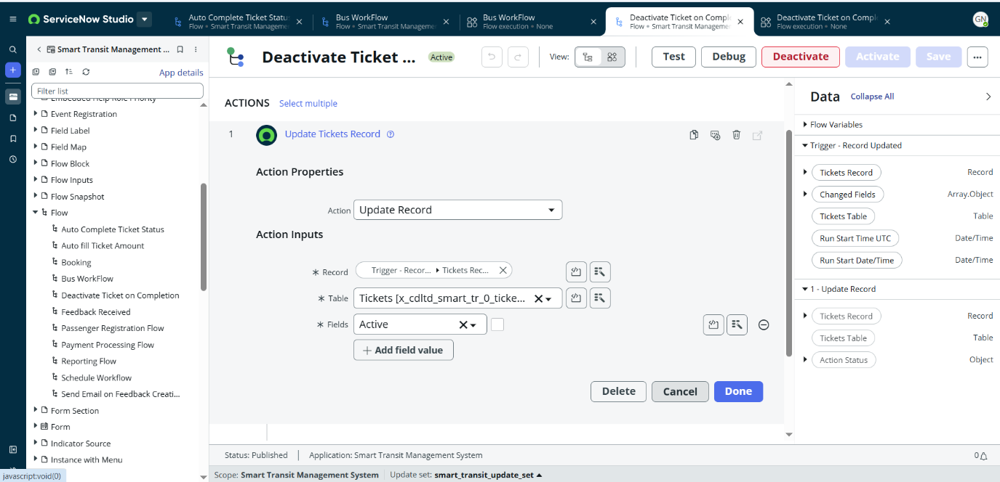 ServiceNow Studio
Auto Complete Ticket Status
Flow • Smart Transit Manageme
Bus WorkFlow
Flow • Smart Transit Manageme
Bus WorkFlow
Flow execution • None
Deactivate Ticket on Comple
Flow • Smart Transit Manageme
Deactivate Ticket on Comple
Flow execution • None
GN
Smart Transit Management ...
App details
Filter list
Embedded Help Role Priority
Event Registration
Field Label
Field Map
Flow Block
Flow Inputs
Flow Snapshot
Flow
Auto Complete Ticket Status
Auto fill Ticket Amount
Booking
Bus WorkFlow
Deactivate Ticket on Completion
Feedback Received
Passenger Registration Flow
Payment Processing Flow
Reporting Flow
Schedule Workflow
Send Email on Feedback Creati...
Form Section
Form
Indicator Source
Instance with Menu
javascript:void(0)
Deactivate Ticket ...
Active
View:
Test
Debug
Deactivate
Activate
Save
ACTIONS
Select multiple
1
Update Tickets Record
Action Properties
Action
Update Record
Action Inputs
* Record
Trigger - Recor... ▸ Tickets Rec...
* Table
Tickets [x_cdltd_smart_tr_0_ticke...
* Fields
Active
+ Add field value
Delete
Cancel
Done
Data
Collapse All
Flow Variables
Trigger - Record Updated
Tickets Record
Record
Changed Fields
Array.Object
Tickets Table
Table
Run Start Time UTC
Date/Time
Run Start Date/Time
Date/Time
1 - Update Record
Tickets Record
Record
Tickets Table
Table
Action Status
Object
Status: Published
Application: Smart Transit Management System
0
Scope: Smart Transit Management System
Update set: smart_transit_update_set